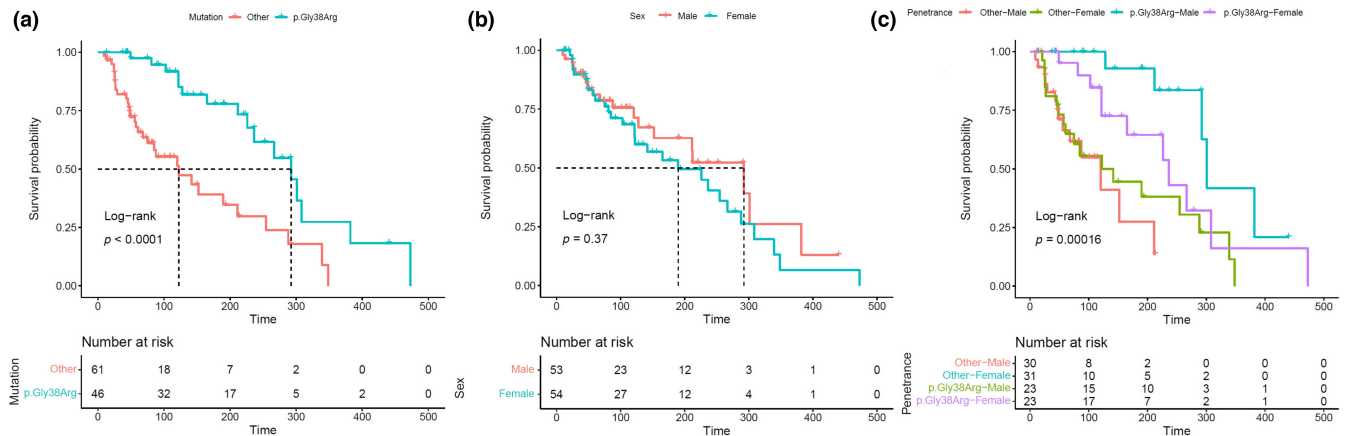 (a)
Mutation Other p.Gly38Arg
1.00
0.75
0.50
0.25
0.00
Survival probability
Log-rank
p < 0.0001
0 100 200 300 400 500
Time
Number at risk
Mutation
Other 61 18 7 2 0 0
p.Gly38Arg 46 32 17 5 2 0
0 100 200 300 400 500
Time
(b)
Sex Male Female
1.00
0.75
0.50
0.25
0.00
Survival probability
Log-rank
p = 0.37
0 100 200 300 400 500
Time
Number at risk
Sex
Male 53 23 12 3 1 0
Female 54 27 12 4 1 0
0 100 200 300 400 500
Time
(c)
Penetrance Other-Male Other-Female p.Gly38Arg-Male p.Gly38Arg-Female
1.00
0.75
0.50
0.25
0.00
Survival probability
Log-rank
p = 0.00016
0 100 200 300 400 500
Time
Number at risk
Penetrance
Other-Male 30 8 2 0 0 0
Other-Female 31 10 5 2 0 0
p.Gly38Arg-Male 23 15 10 3 1 0
p.Gly38Arg-Female 23 17 7 2 1 0
0 100 200 300 400 500
Time